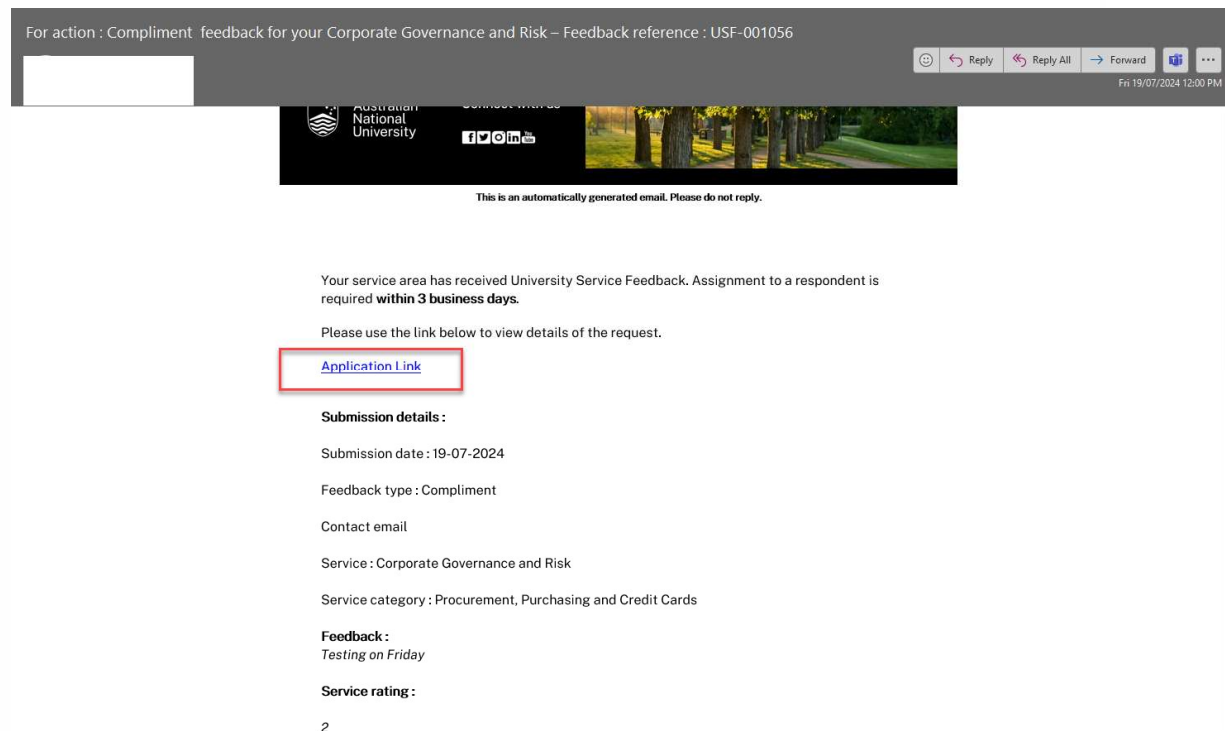 For action : Compliment feedback for your Corporate Governance and Risk – Feedback reference : USF-001056
Reply
Reply All
Forward
Fri 19/07/2024 12:00 PM
Australian
National
University
Connect with us
This is an automatically generated email. Please do not reply.
Your service area has received University Service Feedback. Assignment to a respondent is
required within 3 business days.
Please use the link below to view details of the request.
Application Link
Submission details :
Submission date : 19-07-2024
Feedback type : Compliment
Contact email
Service : Corporate Governance and Risk
Service category : Procurement, Purchasing and Credit Cards
Feedback :
Testing on Friday
Service rating :
2